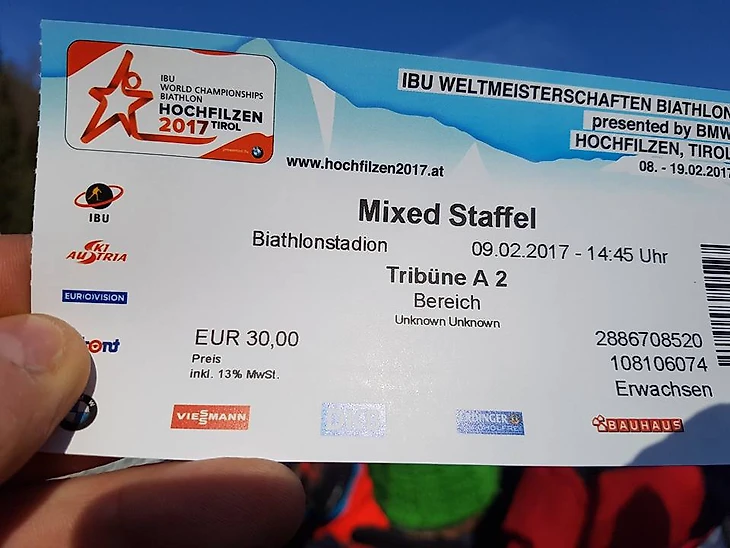 IBU
WORLD CHAMPIONSHIPS
BIATHLON
HOCHFILZEN
2017 TIROL
IBU WELTMEISTERSCHAFTEN BIATHLON
presented by BMW
HOCHFILZEN, TIROL
08. - 19.02.2017
www.hochfilzen2017.at
IBU
Mixed Staffel
Biathlonstadion
09.02.2017 - 14:45 Uhr
SKI
AUSTRIA
Tribüne A 2
Bereich
Unknown Unknown
EUROVISION
EUR 30,00
Preis
inkl. 13% MwSt.
2886708520
108106074
Erwachsen
VIESSMANN
BAUHAUS